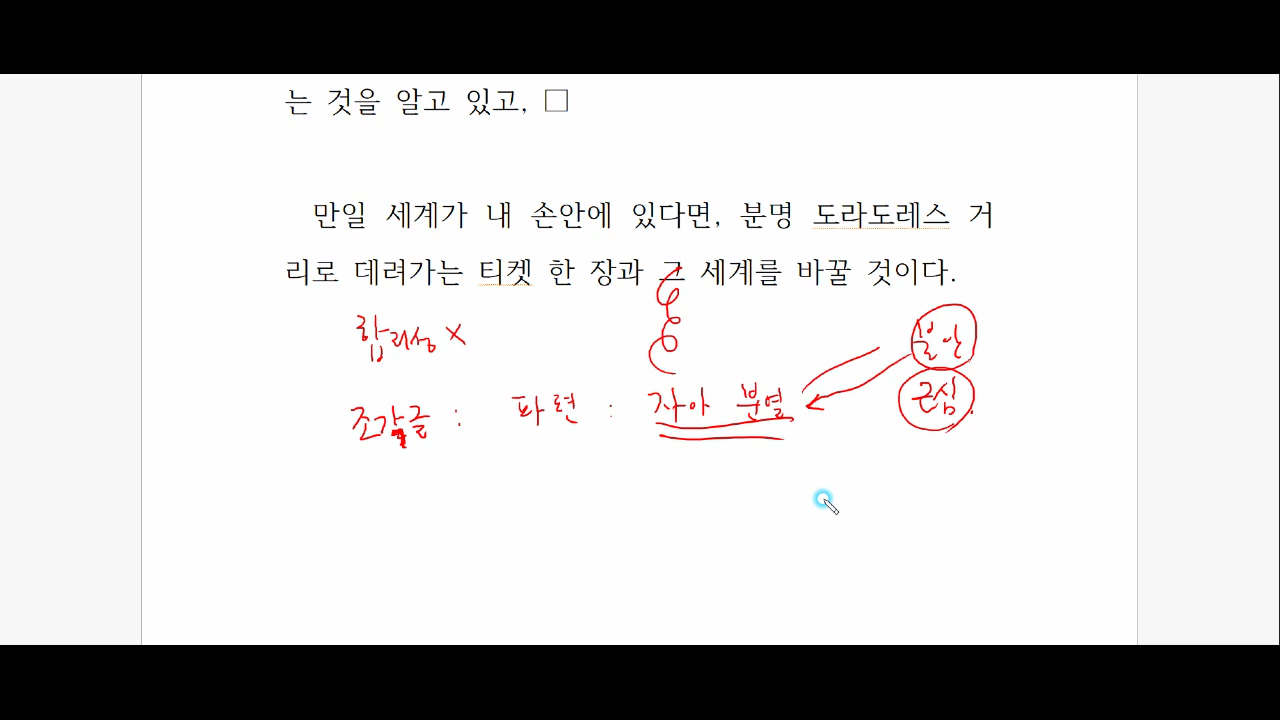 는 것을 알고 있고, □
만일 세계가 내 손안에 있다면, 분명 도라도레스 거
리로 데려가는 티켓 한 장과 그 세계를 바꿀 것이다.
합리성 X
불안
조각글 : 파편 : 자아 분열
근심.